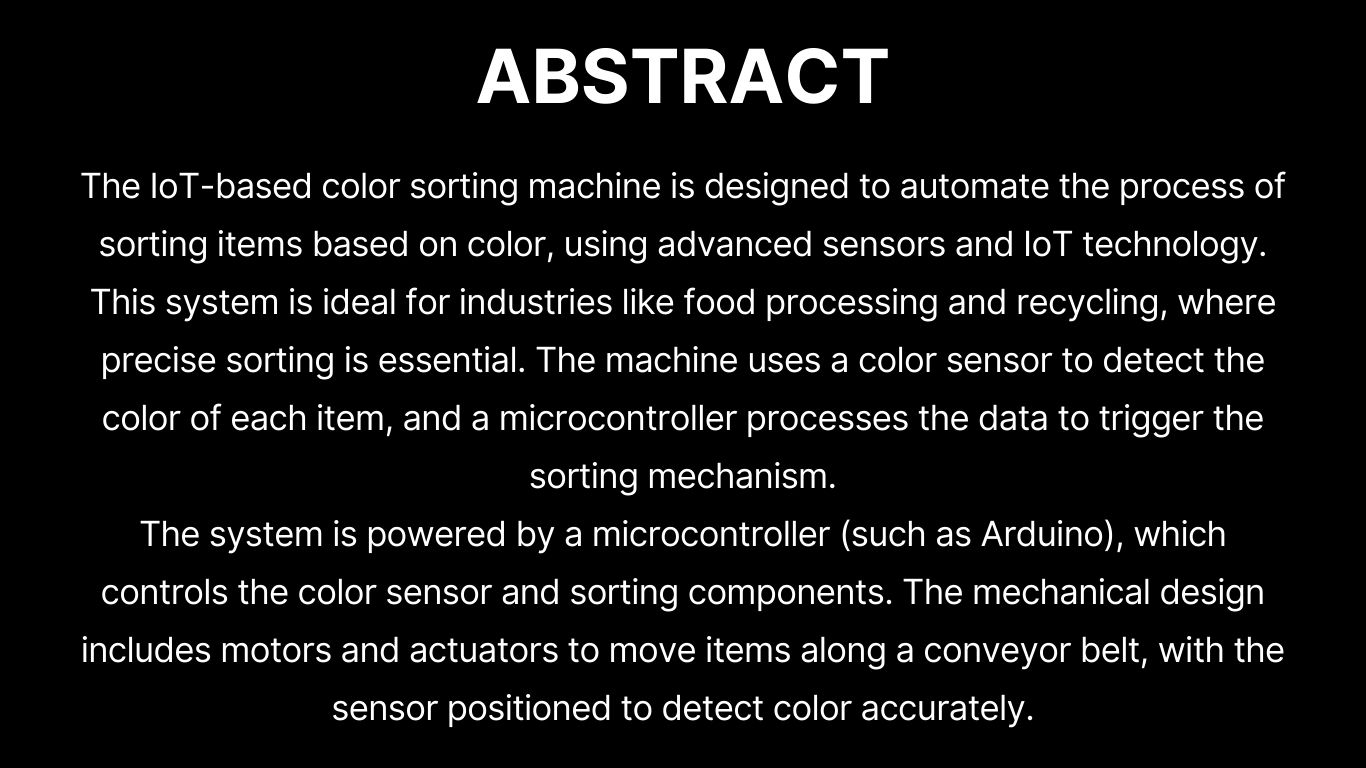 ABSTRACT
The IoT-based color sorting machine is designed to automate the process of
sorting items based on color, using advanced sensors and IoT technology.
This system is ideal for industries like food processing and recycling, where
precise sorting is essential. The machine uses a color sensor to detect the
color of each item, and a microcontroller processes the data to trigger the
sorting mechanism.
The system is powered by a microcontroller (such as Arduino), which
controls the color sensor and sorting components. The mechanical design
includes motors and actuators to move items along a conveyor belt, with the
sensor positioned to detect color accurately.